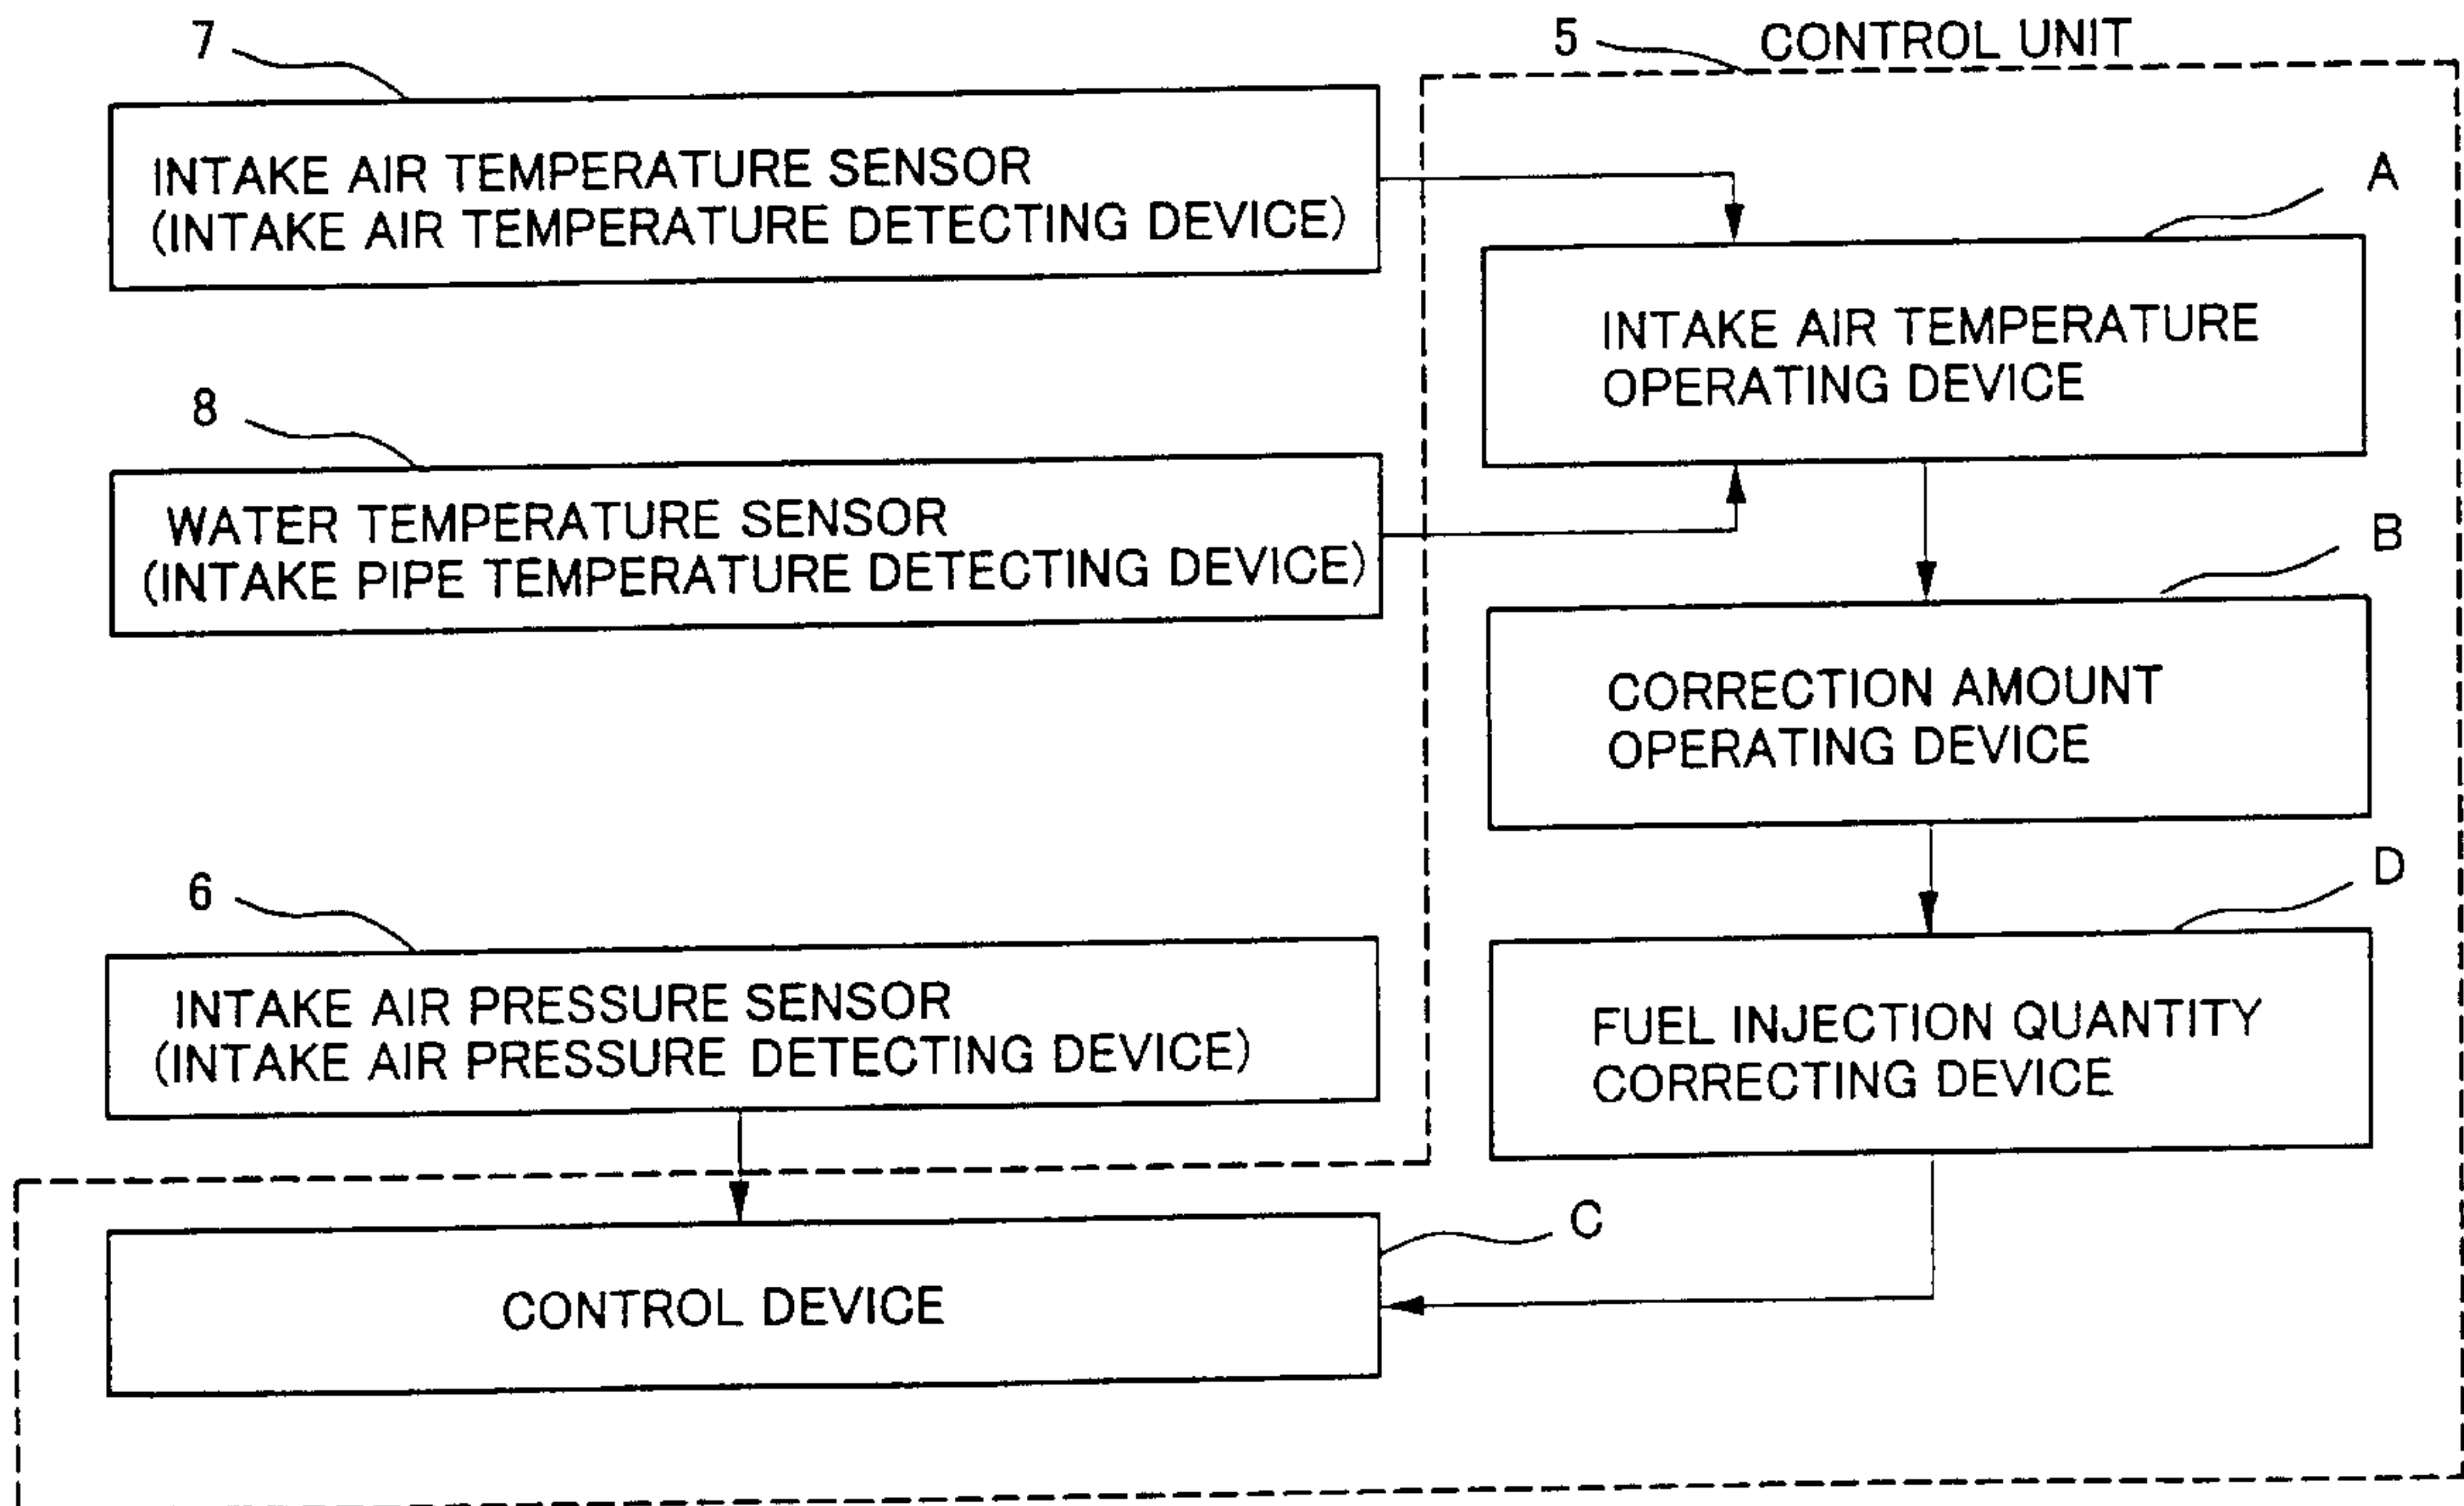 7
5
CONTROL UNIT
INTAKE AIR TEMPERATURE SENSOR
(INTAKE AIR TEMPERATURE DETECTING DEVICE)
A
INTAKE AIR TEMPERATURE
OPERATING DEVICE
8
WATER TEMPERATURE SENSOR
(INTAKE PIPE TEMPERATURE DETECTING DEVICE)
B
CORRECTION AMOUNT
OPERATING DEVICE
6
INTAKE AIR PRESSURE SENSOR
(INTAKE AIR PRESSURE DETECTING DEVICE)
D
FUEL INJECTION QUANTITY
CORRECTING DEVICE
C
CONTROL DEVICE